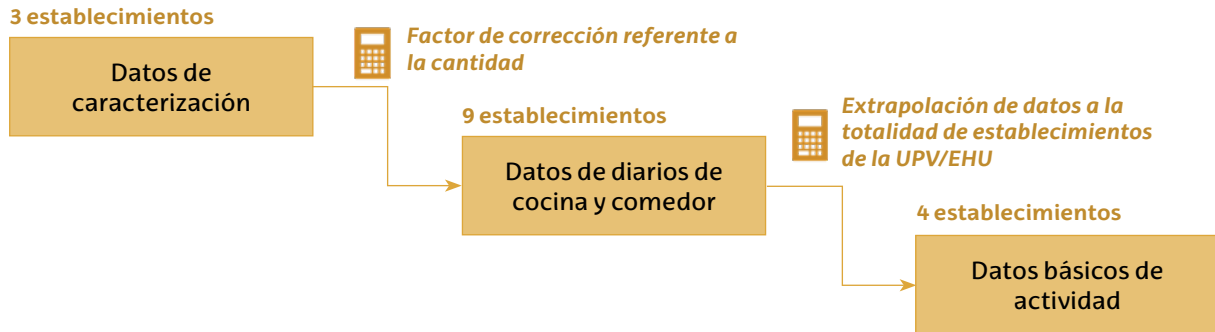 3 establecimientos
Datos de
caracterización
Factor de corrección referente a
la cantidad
9 establecimientos
Datos de diarios de
cocina y comedor
Extrapolación de datos a la
totalidad de establecimientos
de la UPV/EHU
4 establecimientos
Datos básicos de
actividad